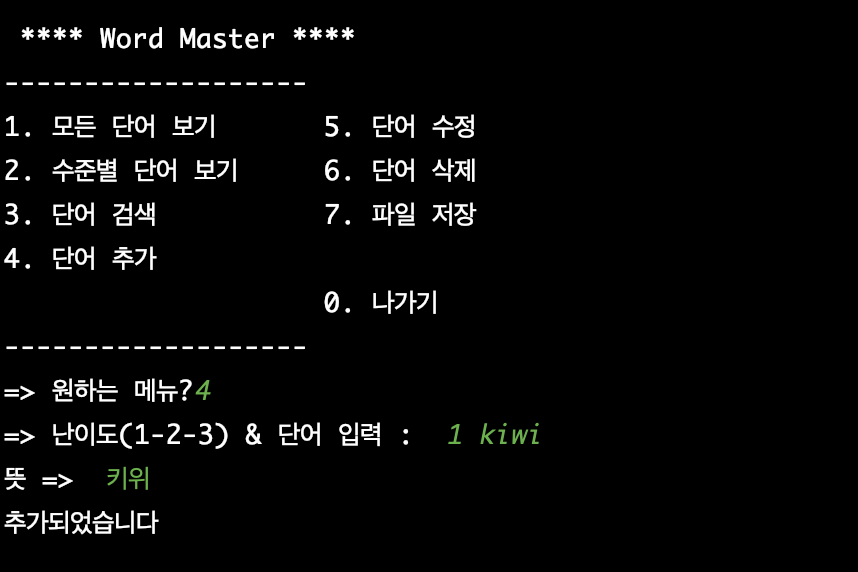 **** Word Master ****
-------------------
1. 모든 단어 보기 5. 단어 수정
2. 수준별 단어 보기 6. 단어 삭제
3. 단어 검색 7. 파일 저장
4. 단어 추가
0. 나가기
-------------------
=> 원하는 메뉴?4
=> 난이도(1-2-3) & 단어 입력 : 1 kiwi
뜻 => 키위
추가되었습니다